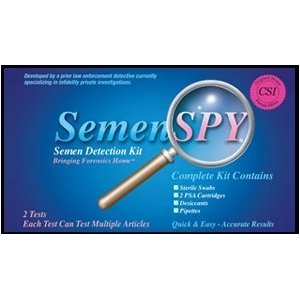 Developed by a prior law enforcement detective currently
specializing in infidelity private investigations.
CSI
SemenSPY®
Semen Detection Kit
Bringing Forensics Home™
Complete Kit Contains
Sterile Swabs
2 PSA Cartridges
Desiccants
Pipettes
2 Tests
Each Test Can Test Multiple Articles
Quick & Easy - Accurate Results